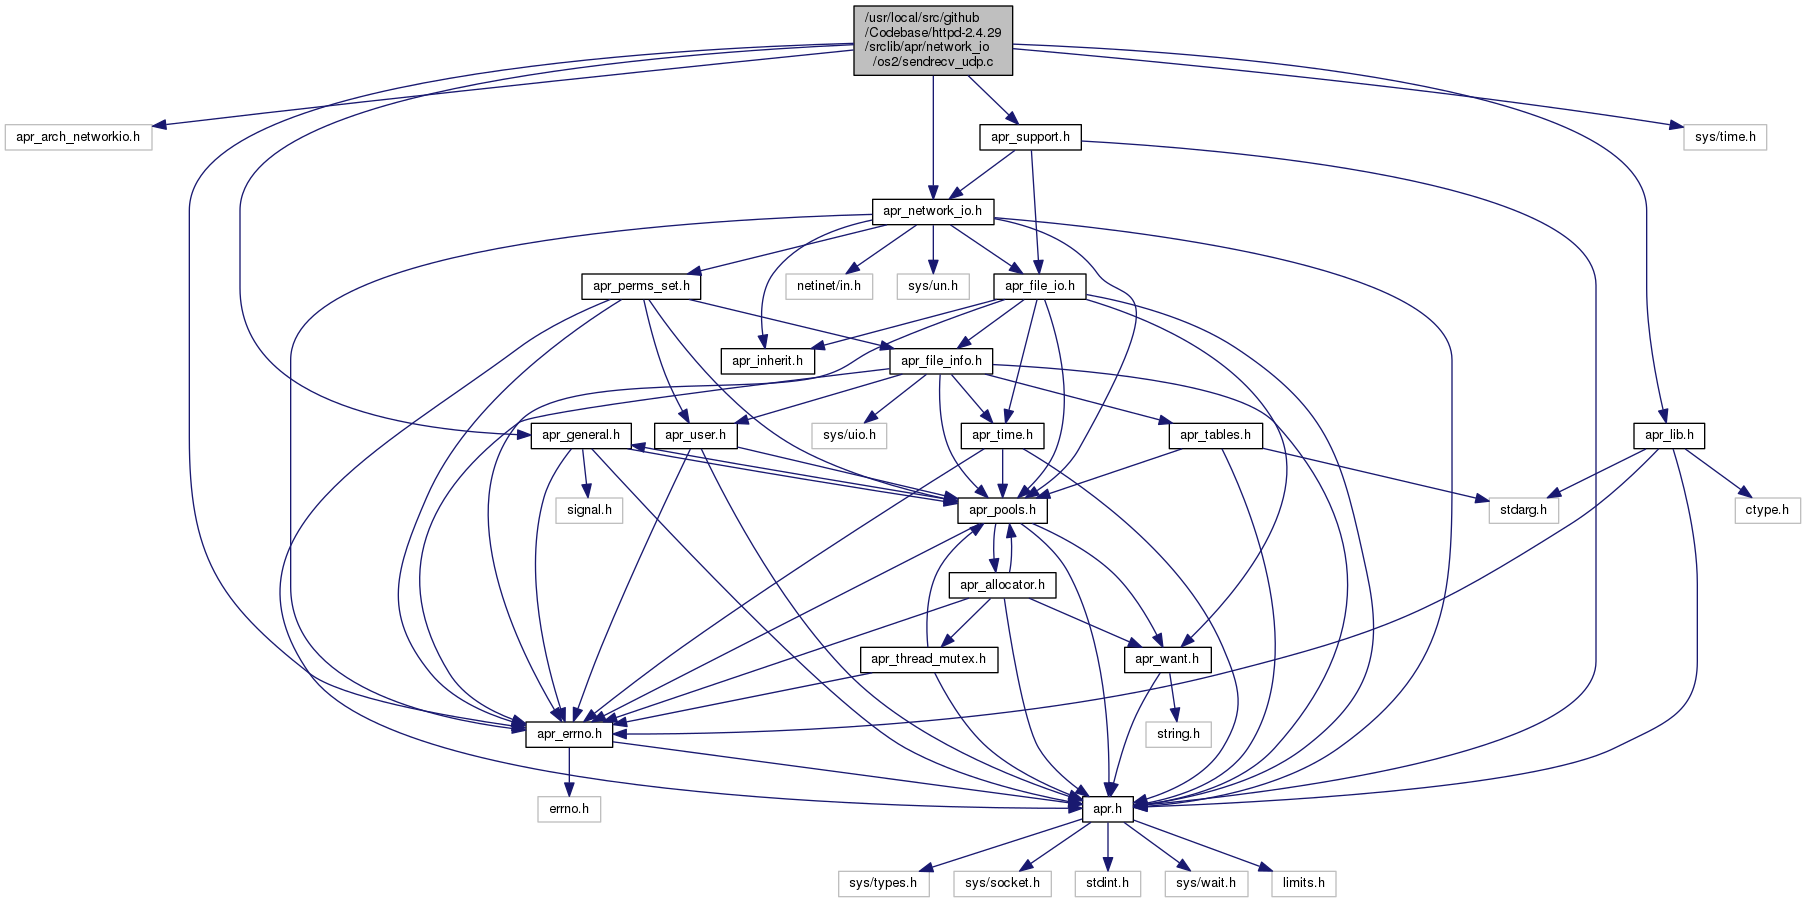 /usr/local/src/github
/Codebase/httpd-2.4.29
/srclib/apr/network_io
/os2/sendrecv_udp.c
apr_arch_networkio.h
apr_support.h
sys/time.h
apr_network_io.h
apr_perms_set.h
netinet/in.h
sys/un.h
apr_file_io.h
apr_inherit.h
apr_file_info.h
apr_general.h
apr_user.h
sys/uio.h
apr_time.h
apr_tables.h
apr_lib.h
signal.h
apr_pools.h
stdarg.h
ctype.h
apr_allocator.h
apr_thread_mutex.h
apr_want.h
apr_errno.h
string.h
errno.h
apr.h
sys/types.h
sys/socket.h
stdint.h
sys/wait.h
limits.h